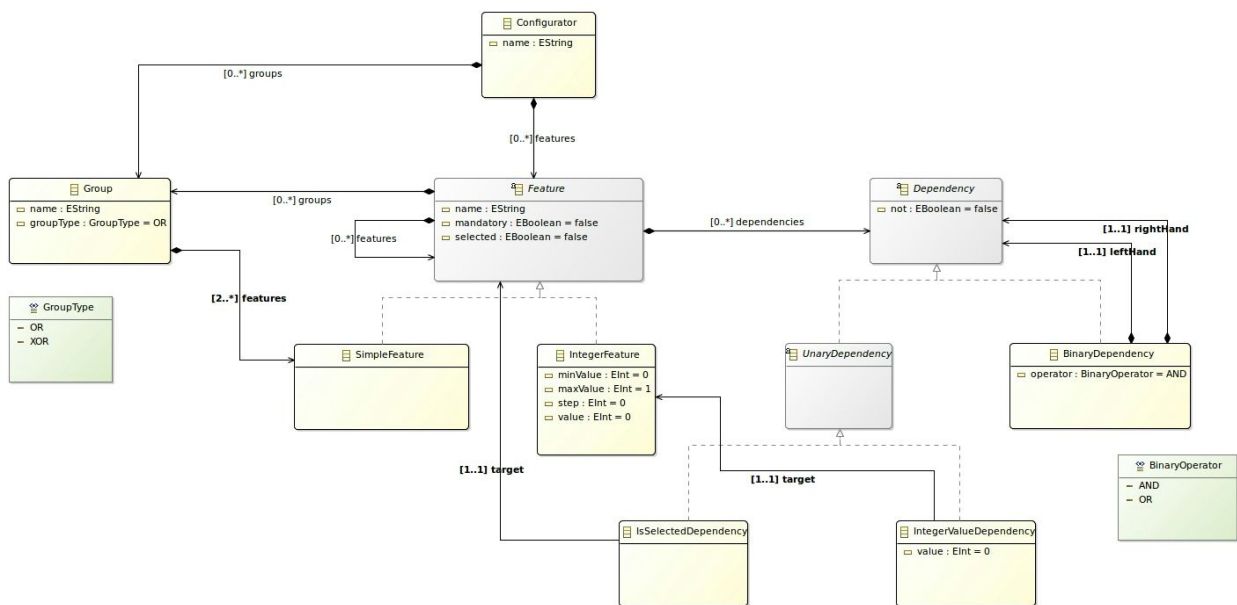 Configurator
name : EString
[0..*] groups
[0..*] features
Group
name : EString
groupType : GroupType = OR
[0..*] groups
Feature
name : EString
mandatory : EBoolean = false
selected : EBoolean = false
[0..*] features
[0..*] dependencies
Dependency
not : EBoolean = false
[1..1] rightHand
[1..1] leftHand
[2..*] features
GroupType
OR
XOR
SimpleFeature
IntegerFeature
minValue : EInt = 0
maxValue : EInt = 1
step : EInt = 0
value : EInt = 0
UnaryDependency
BinaryDependency
operator : BinaryOperator = AND
[1..1] target
[1..1] target
BinaryOperator
AND
OR
IsSelectedDependency
IntegerValueDependency
value : EInt = 0